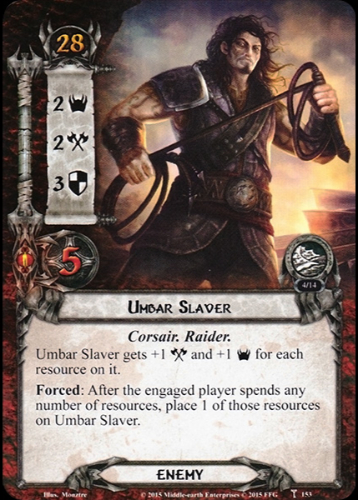 28
2
2
3
5
4/14
Umbar Slaver
Corsair. Raider.
Umbar Slaver gets +1 and +1 for each
resource on it.
Forced: After the engaged player spends any
number of resources, place 1 of those resources
on Umbar Slaver.
Illus. Monztre
ENEMY
© 2015 Middle-earth Enterprises © 2015 FFG
153